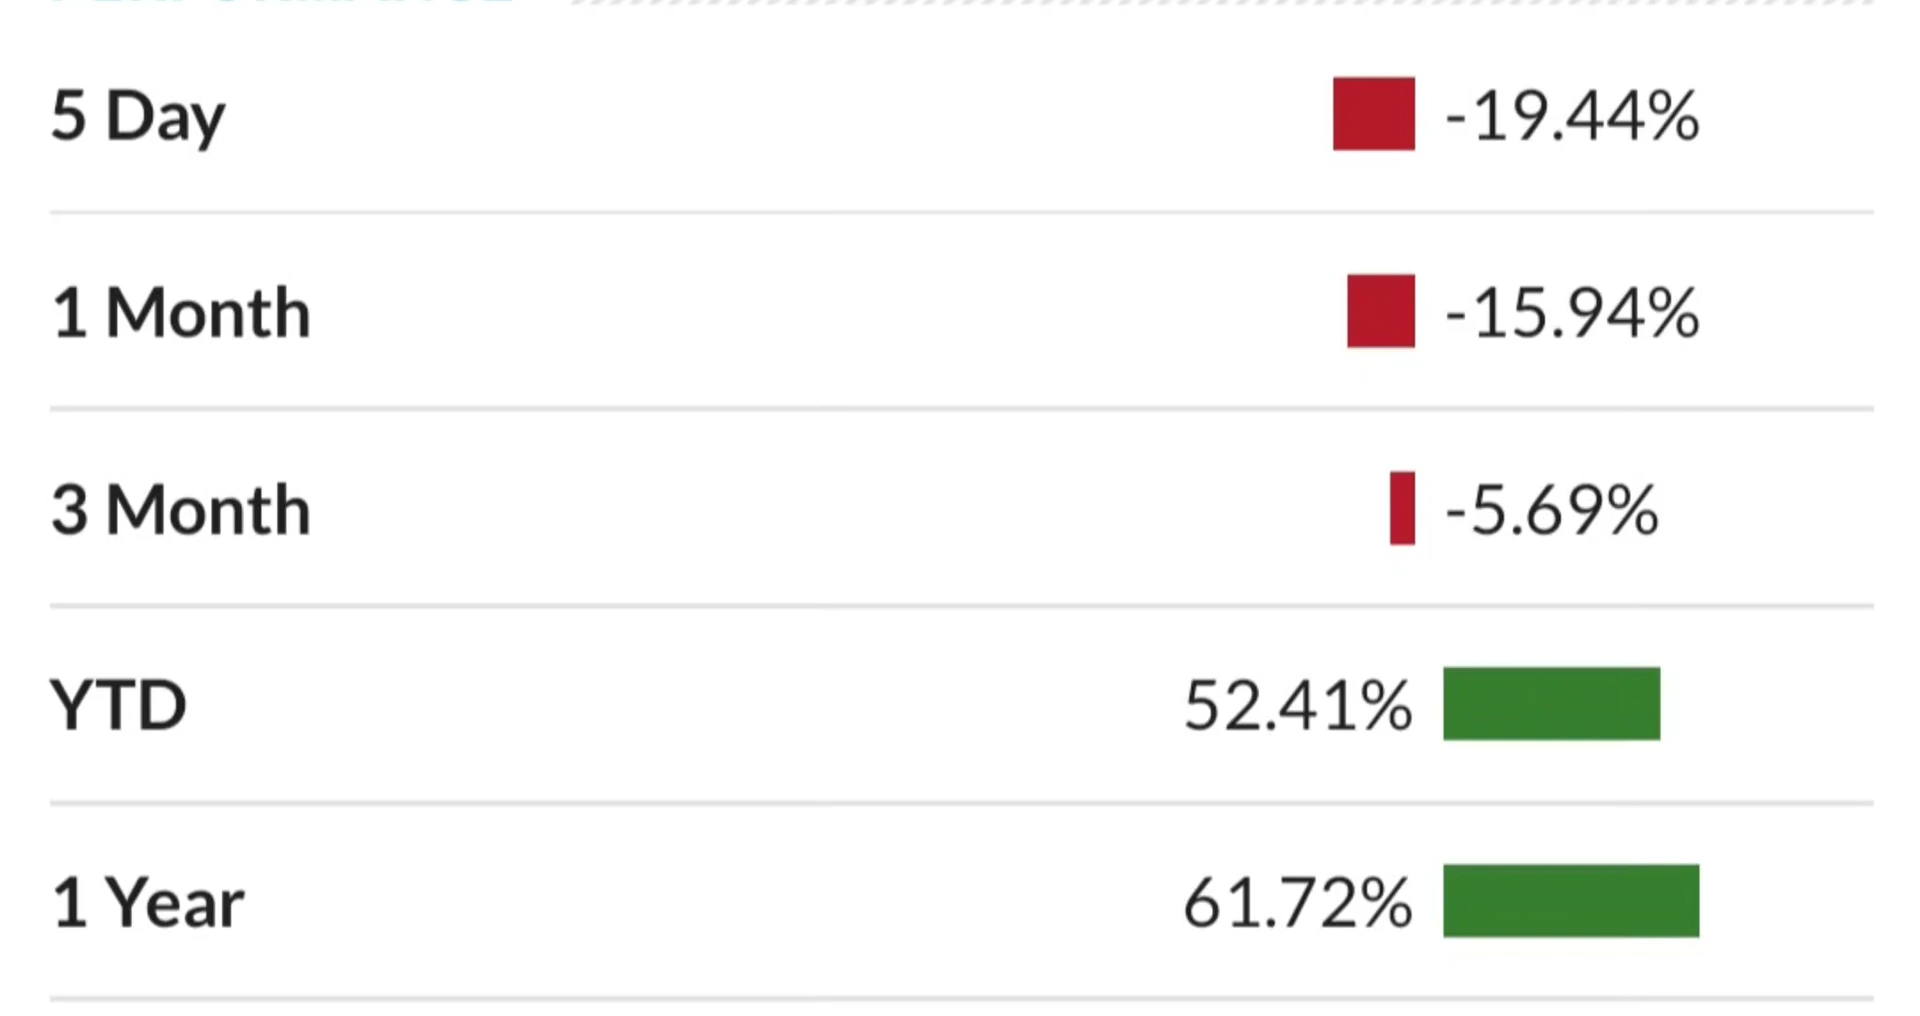 5 Day -19.44%
1 Month -15.94%
3 Month -5.69%
YTD 52.41%
1 Year 61.72%